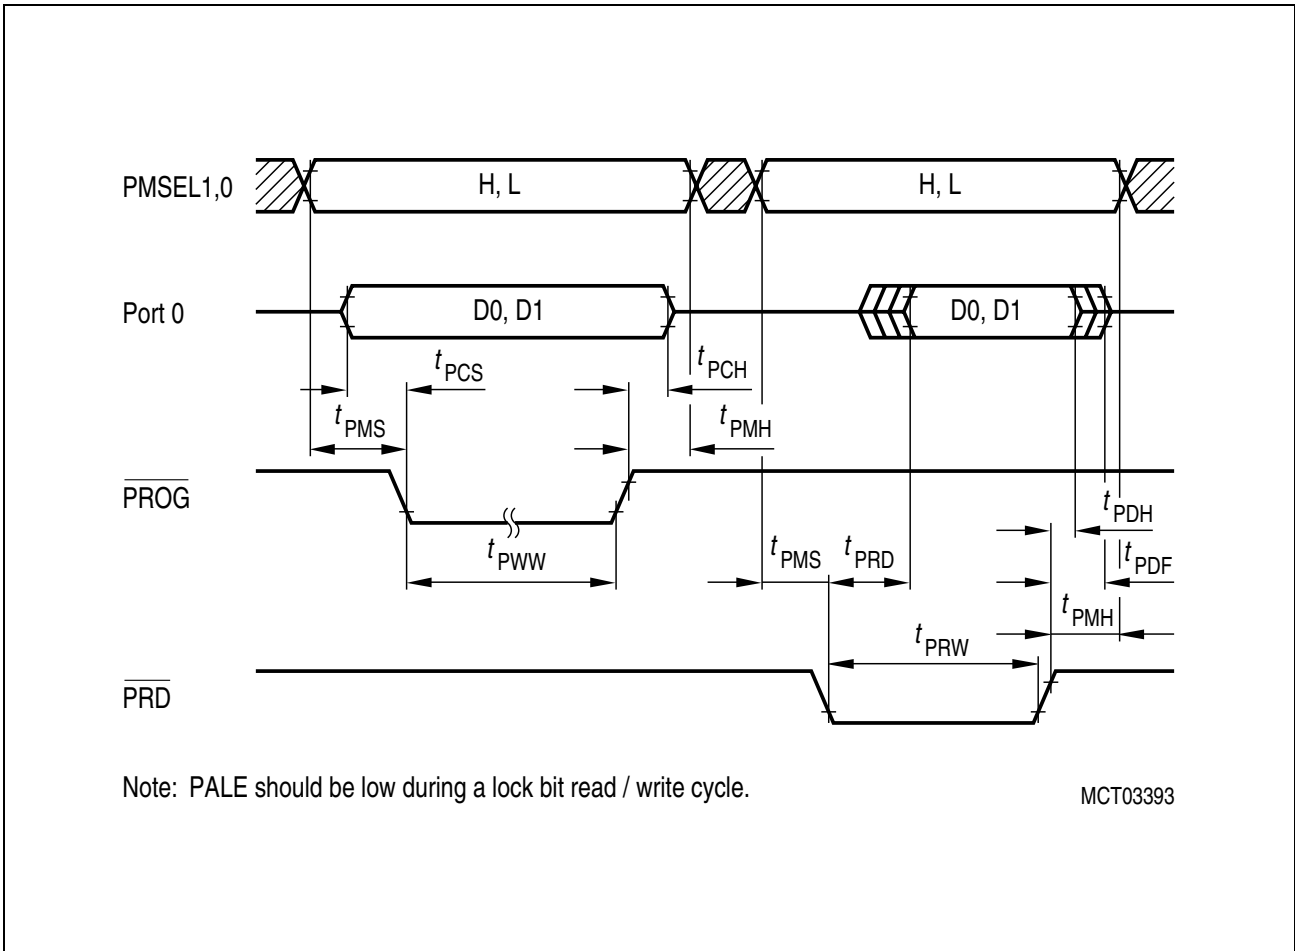 PMSEL1,0
H, L
H, L
Port 0
D0, D1
D0, D1
tPCS
tPCH
tPMS
tPMH
PROG
tPDH
tPWW
tPMS
tPRD
tPDF
tPMH
tPRW
PRD
Note: PALE should be low during a lock bit read / write cycle.
MCT03393